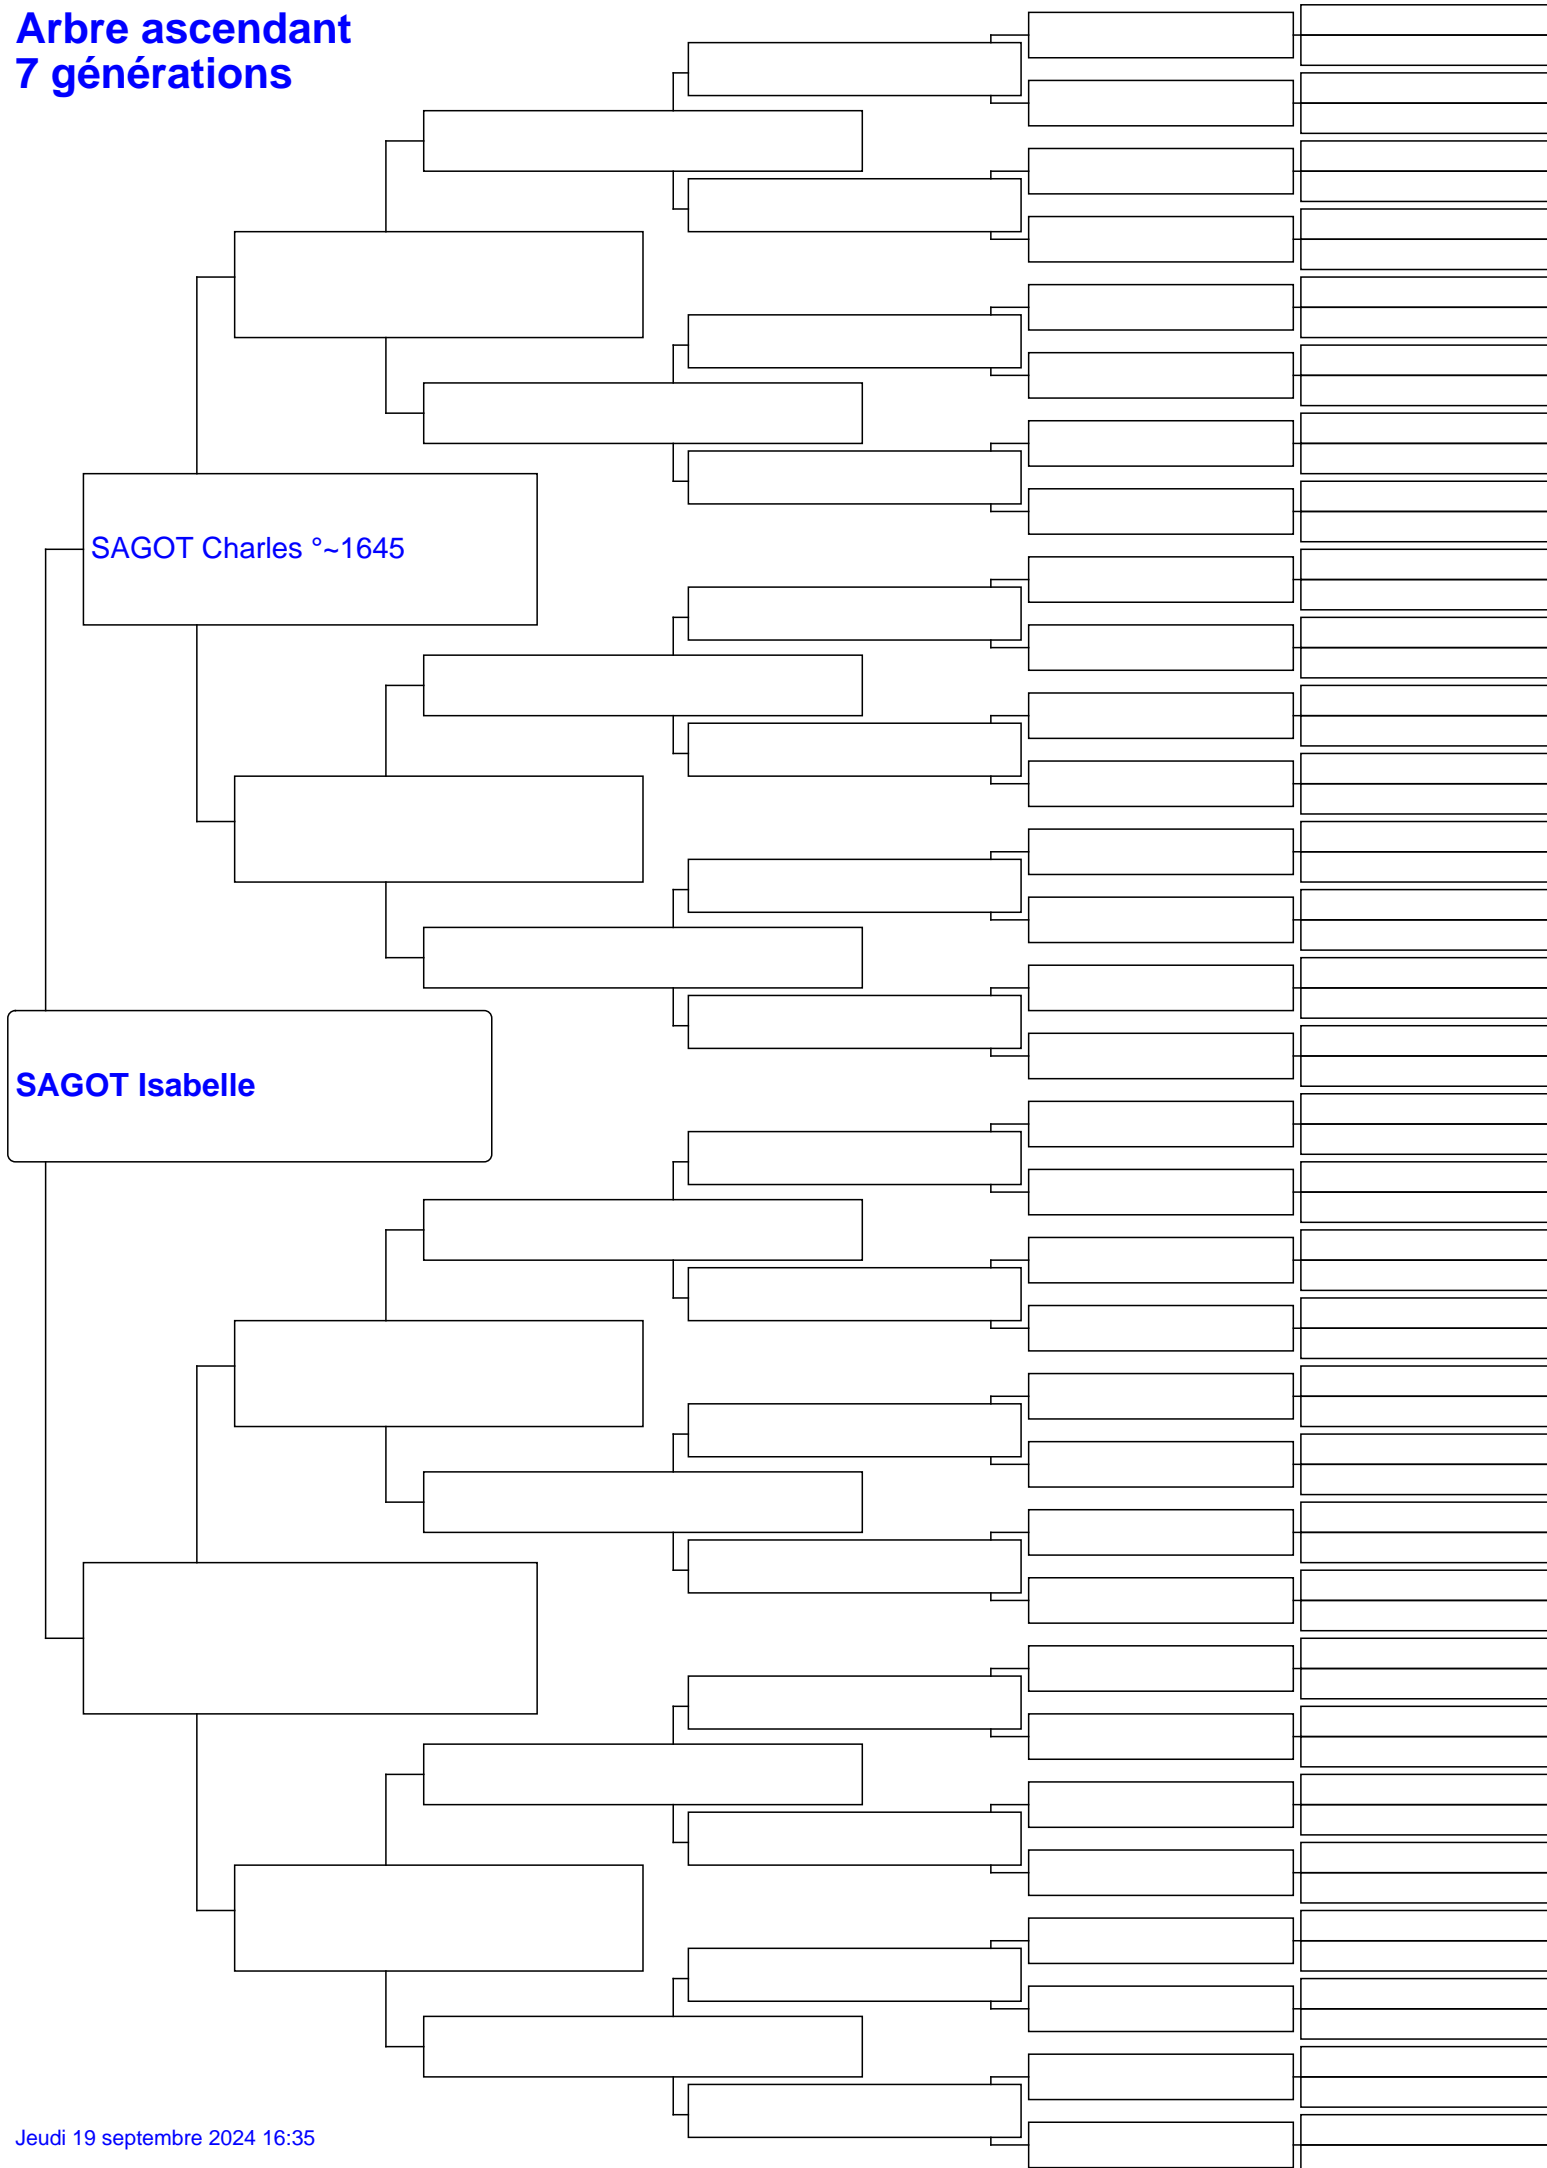 Arbre ascendant
7 générations
SAGOT Charles °~1645
SAGOT Isabelle
Jeudi 19 septembre 2024 16:35